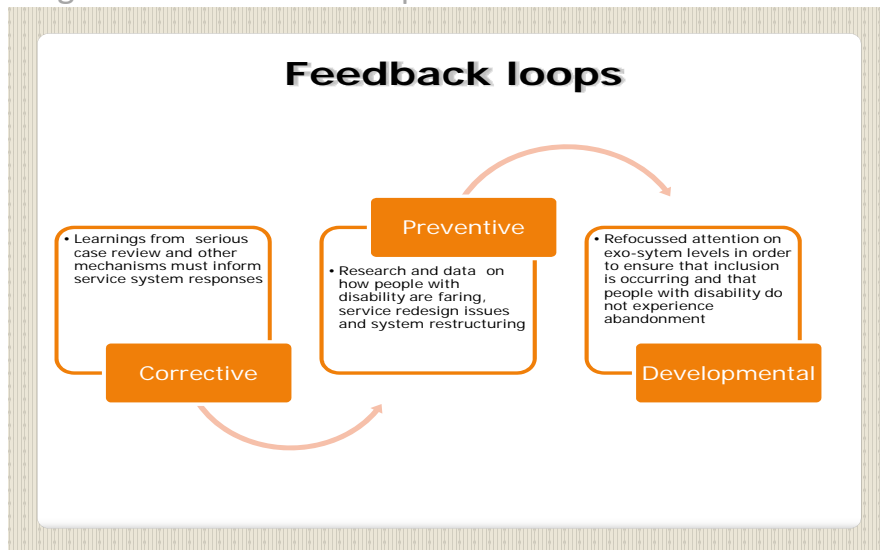 Feedback loops
• Learnings from serious
case review and other
mechanisms must inform
service system responses
Corrective
Preventive
• Research and data on
how people with
disability are faring,
service redesign issues
and system restructuring
• Refocussed attention on
exo-sytem levels in order
to ensure that inclusion
is occurring and that
people with disability do
not experience
abandonment
Developmental